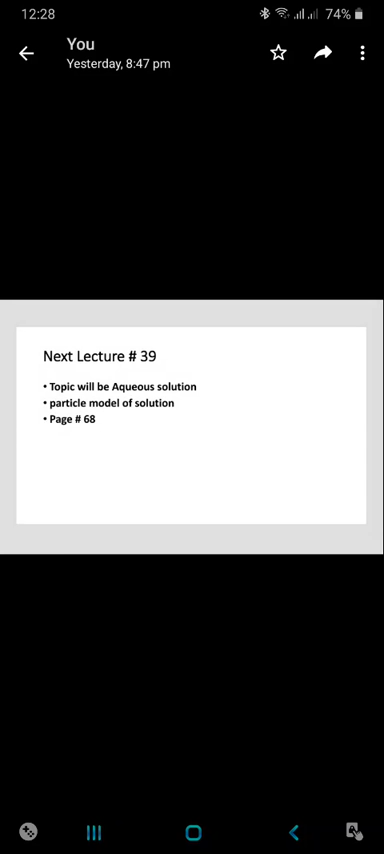 12:28
74%
You
Yesterday, 8:47 pm
Next Lecture # 39
• Topic will be Aqueous solution
• particle model of solution
• Page # 68